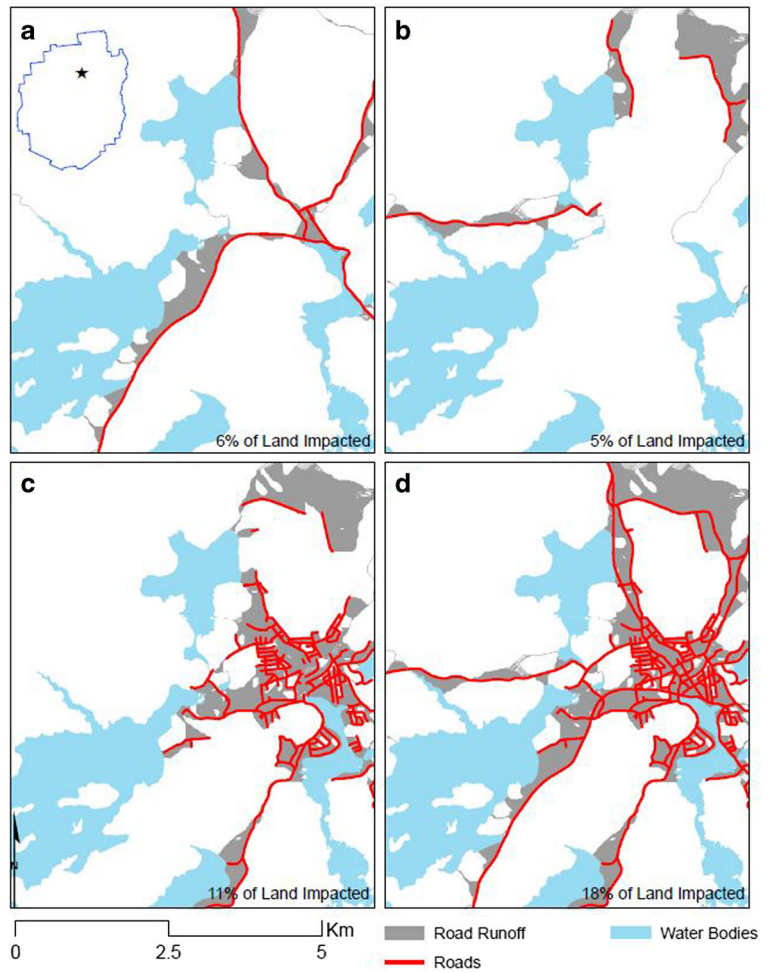 a
b
6% of Land Impacted
5% of Land Impacted
c
d
11% of Land Impacted
18% of Land Impacted
N
Km
0
2.5
5
Road Runoff
Water Bodies
Roads